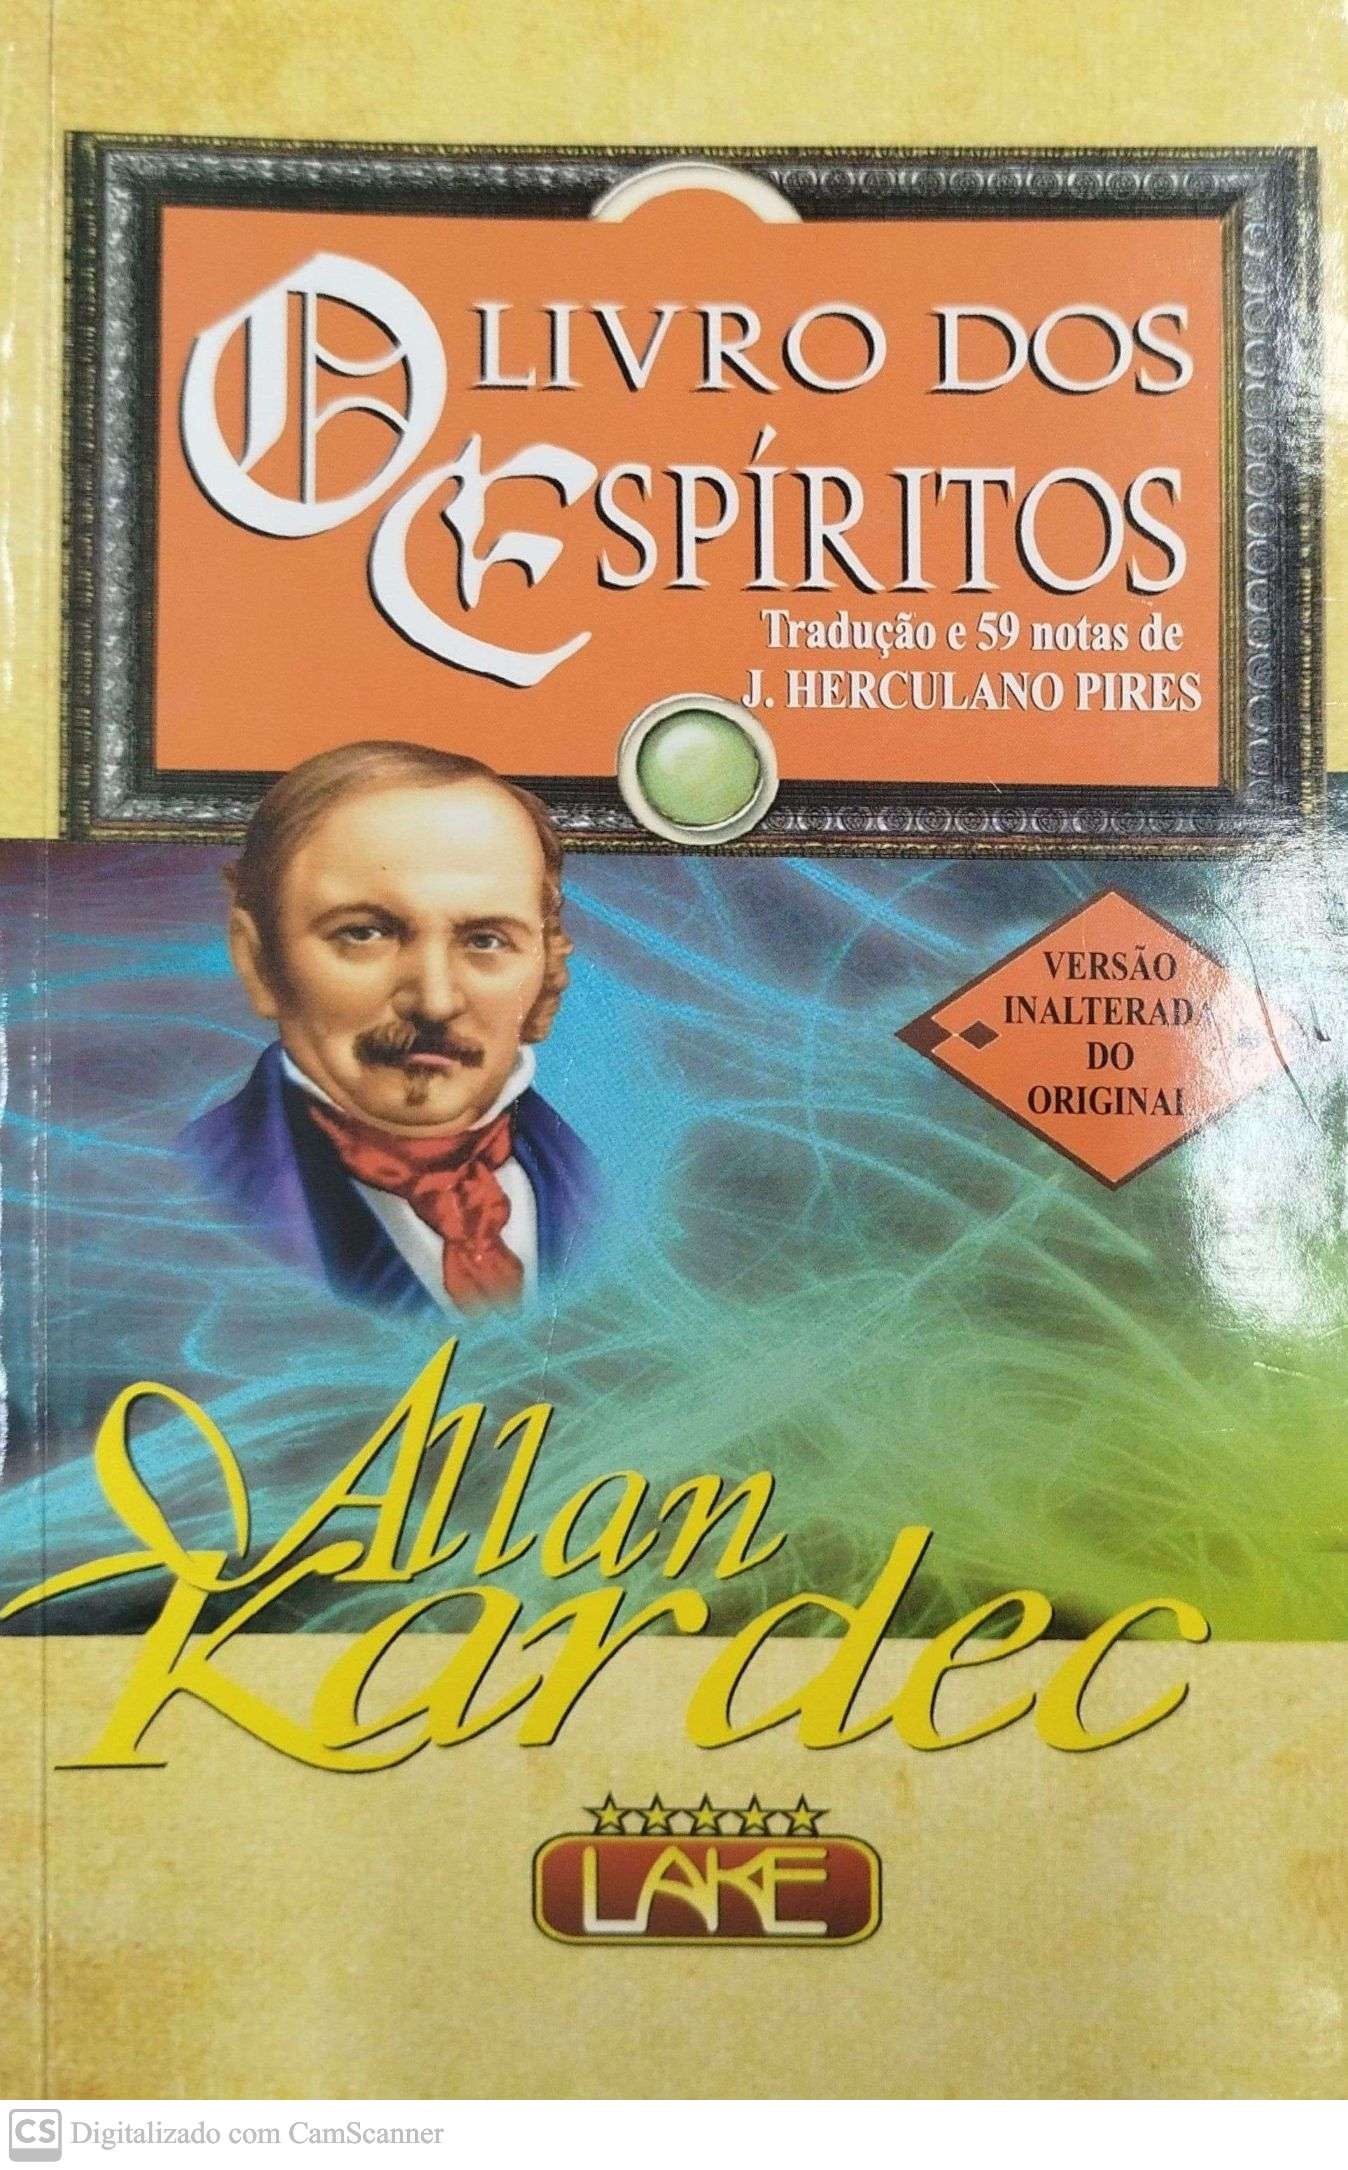 O LIVRO DOS
ESPÍRITOS
Tradução e 59 notas de
J. HERCULANO PIRES
VERSÃO
INALTERADA
DO
ORIGINAL
Allan
Kardec
LAKE
CS Digitalizado com CamScanner